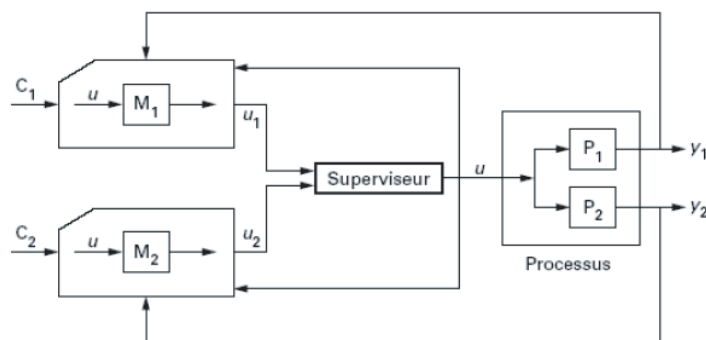 C1
u
M1
u1
Superviseur
u
P1
y1
P2
y2
Processus
C2
u
M2
u2